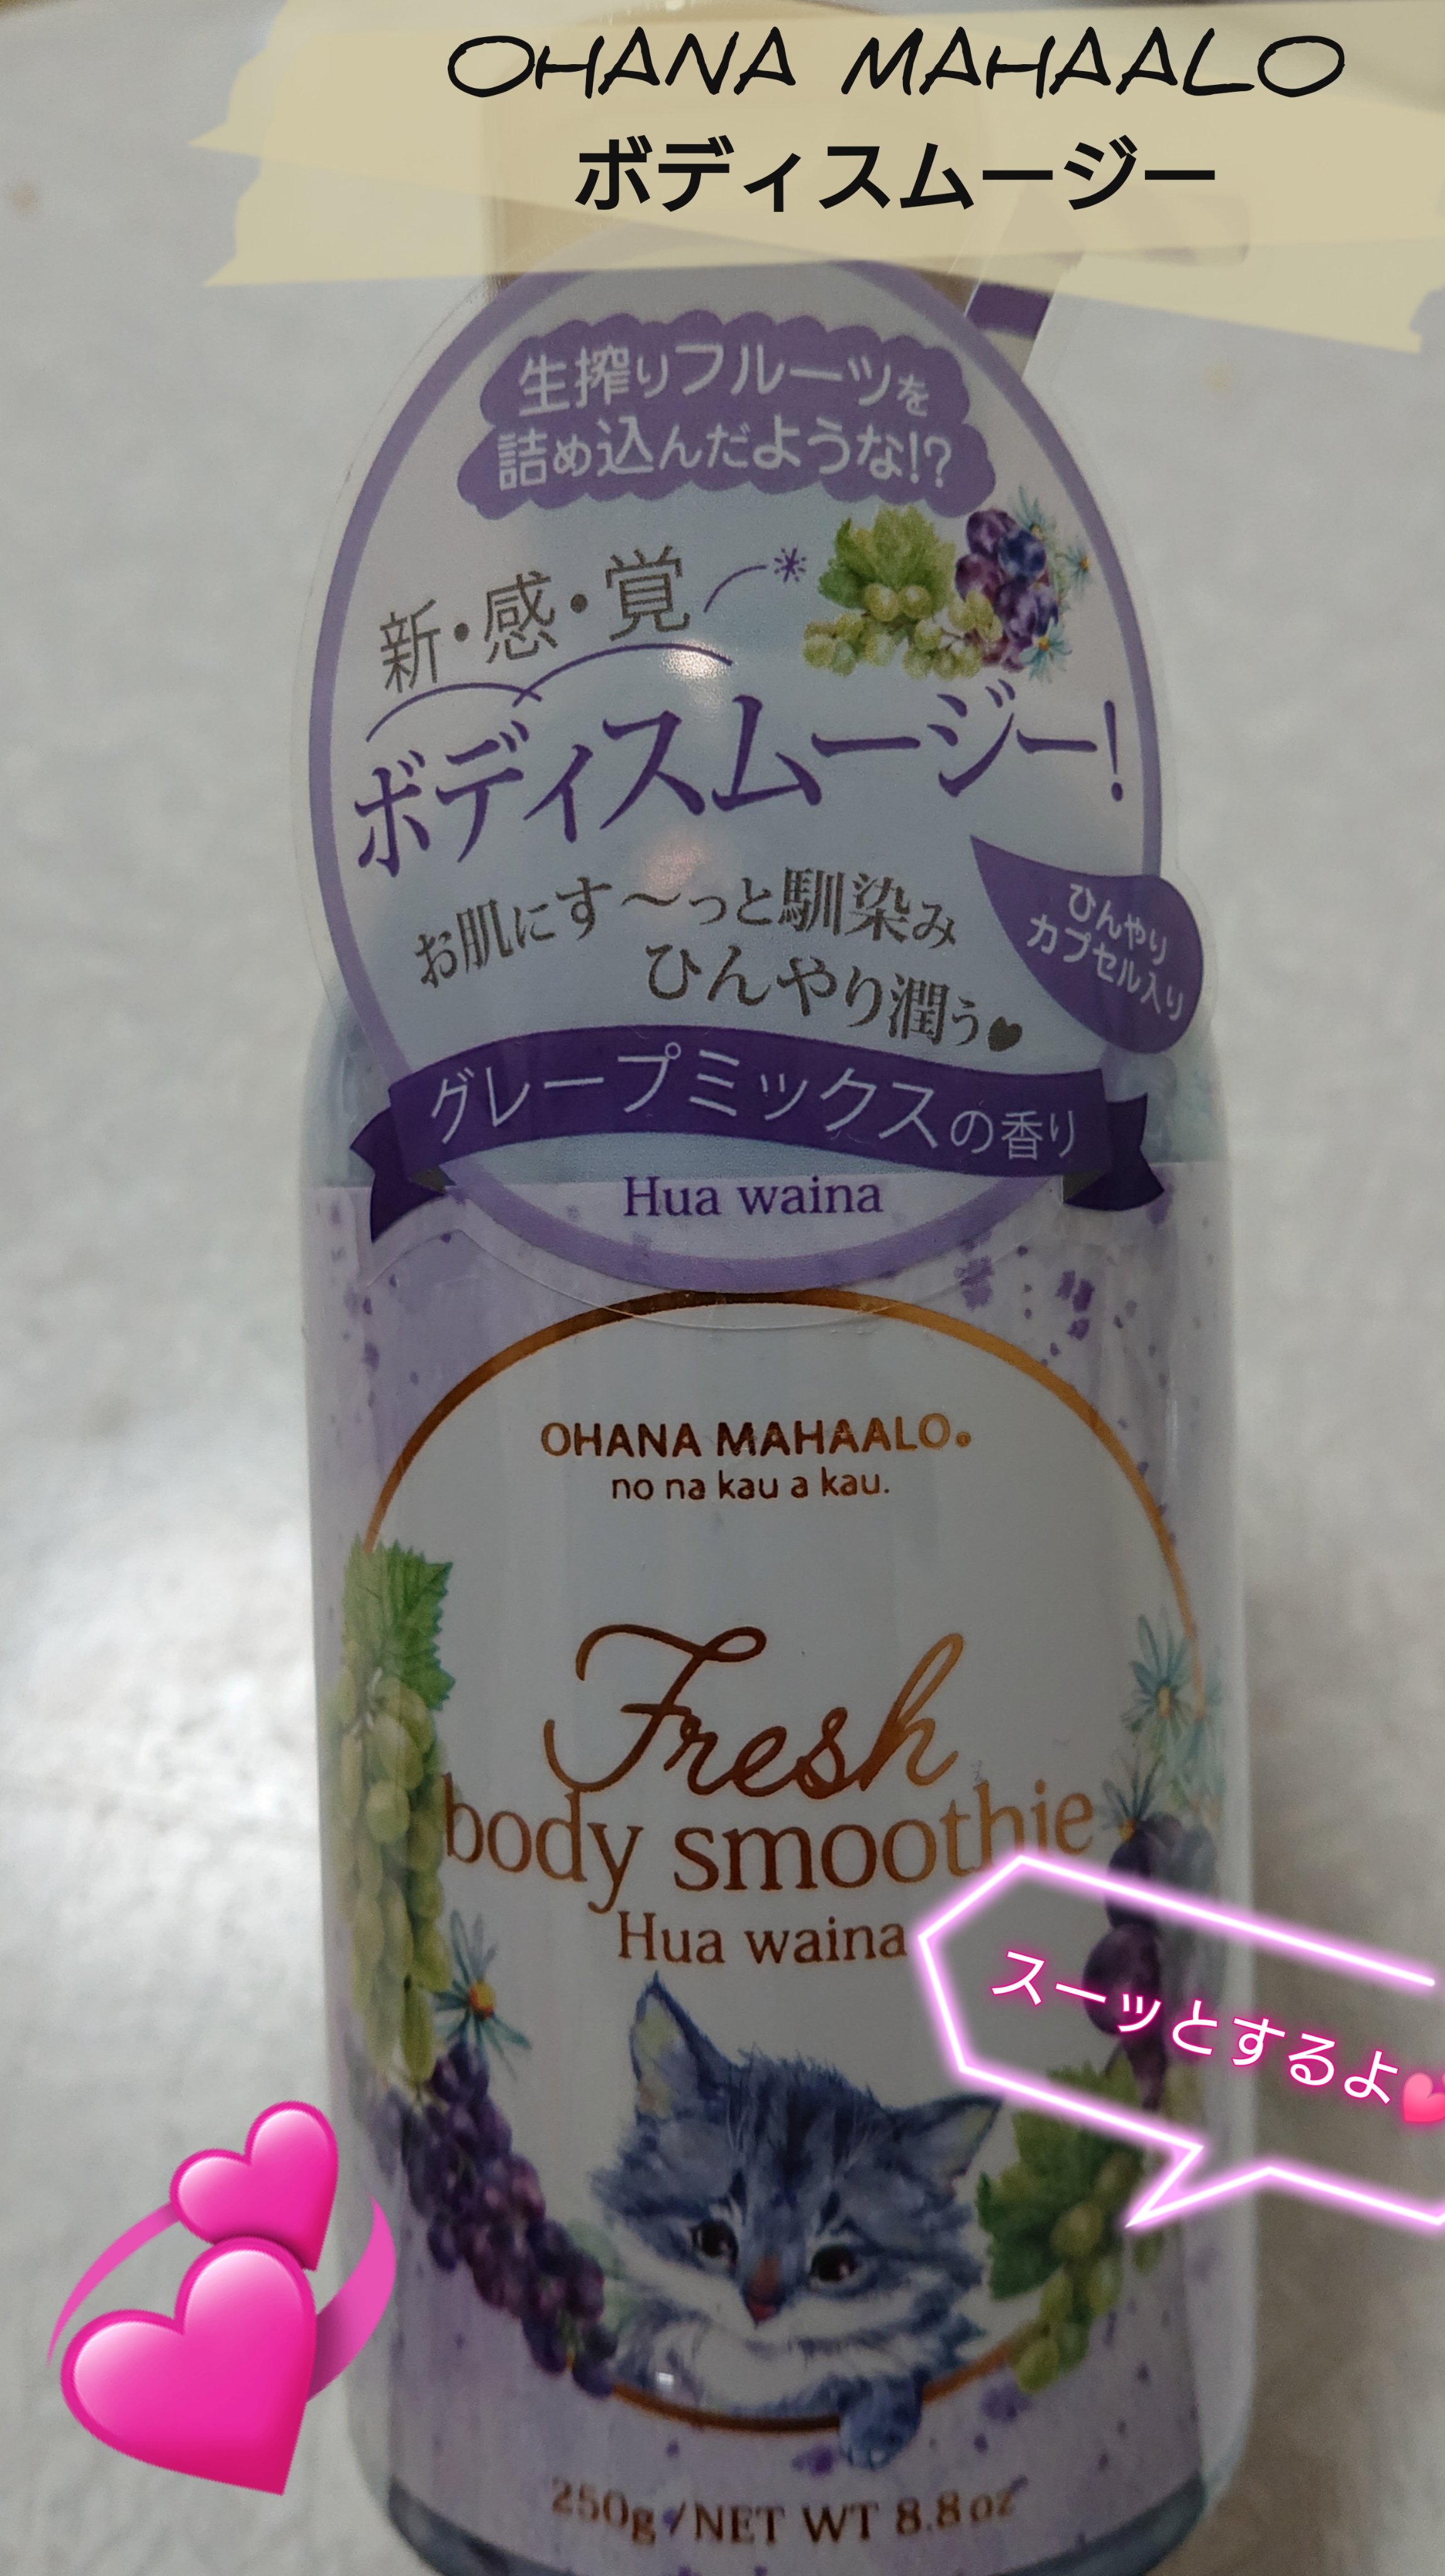 OHANA MAHAALO
ボディスムージー
生搾りフルーツを
詰め込んだような!?
新・感・覚
ボディスムージー!
お肌にす〜っと馴染み
ひんやり潤う
ひんやり
カプセル入り
グレープミックスの香り
Hua waina
OHANA MAHAALO.
no na kau a kau.
Fresh
body smoothie
Hua waina
スーッとするよ💕
250g/NET WT 8.8oz